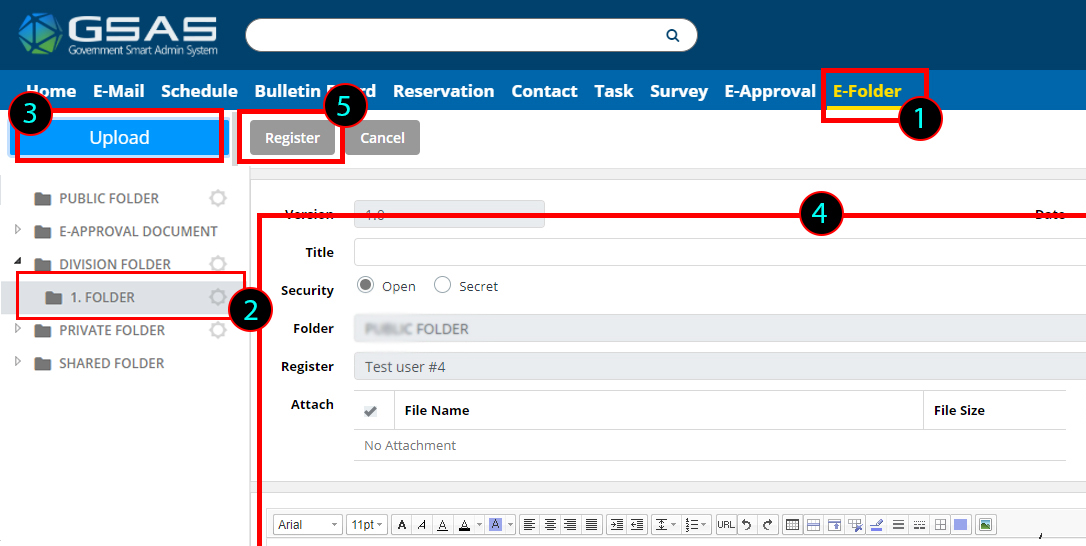 GSAS
Government Smart Admin System
Home E-Mail Schedule Bulletin Board Reservation Contact Task Survey E-Approval E-Folder
3 5 1
Upload Register Cancel
PUBLIC FOLDER
E-APPROVAL DOCUMENT
DIVISION FOLDER
1. FOLDER
PRIVATE FOLDER
SHARED FOLDER
2
4
Version 1.0 Date
Title
Security Open Secret
Folder PUBLIC FOLDER
Register Test user #4
Attach File Name File Size
No Attachment
Arial 11pt A A A A A URL